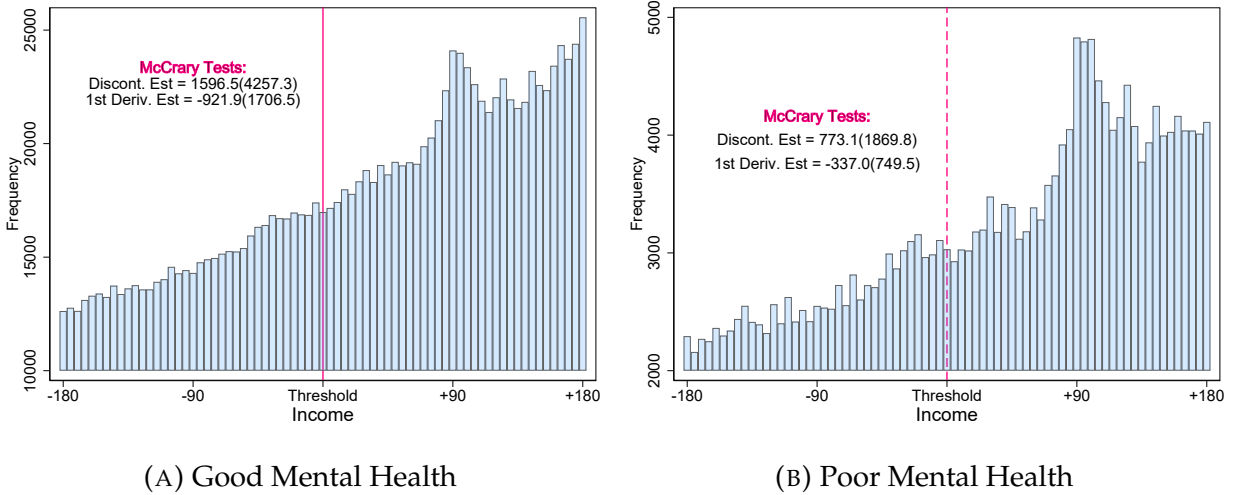 McCrary Tests:
Discont. Est = 1596.5(4257.3)
1st Deriv. Est = -921.9(1706.5)
Frequency
25000
20000
15000
10000
-180
-90
Threshold
+90
+180
Income
(A) Good Mental Health
McCrary Tests:
Discont. Est = 773.1(1869.8)
1st Deriv. Est = -337.0(749.5)
Frequency
5000
4000
3000
2000
-180
-90
Threshold
+90
+180
Income
(B) Poor Mental Health